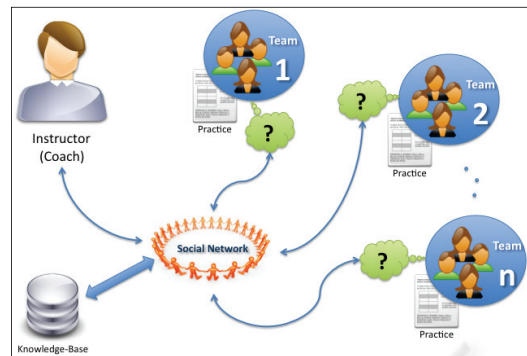 Team
1
?
Practice
Instructor
(Coach)
Team
2
?
Practice
Social Network
Team
n
?
Practice
Knowledge-Base